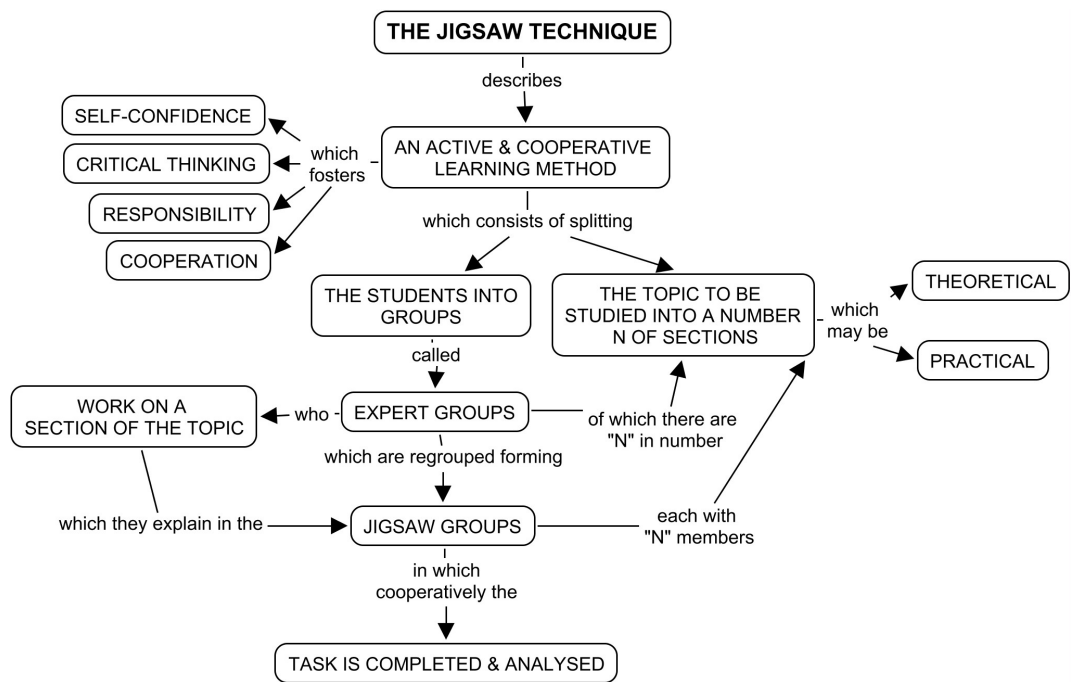 THE JIGSAW TECHNIQUE
describes
SELF-CONFIDENCE
CRITICAL THINKING
RESPONSIBILITY
COOPERATION
which
fosters
AN ACTIVE & COOPERATIVE
LEARNING METHOD
which consists of splitting
THE STUDENTS INTO
GROUPS
THE TOPIC TO BE
STUDIED INTO A NUMBER
N OF SECTIONS
which
may be
THEORETICAL
PRACTICAL
called
EXPERT GROUPS
who
WORK ON A
SECTION OF THE TOPIC
of which there are
"N" in number
which are regrouped forming
which they explain in the
JIGSAW GROUPS
each with
"N" members
in which
cooperatively the
TASK IS COMPLETED & ANALYSED